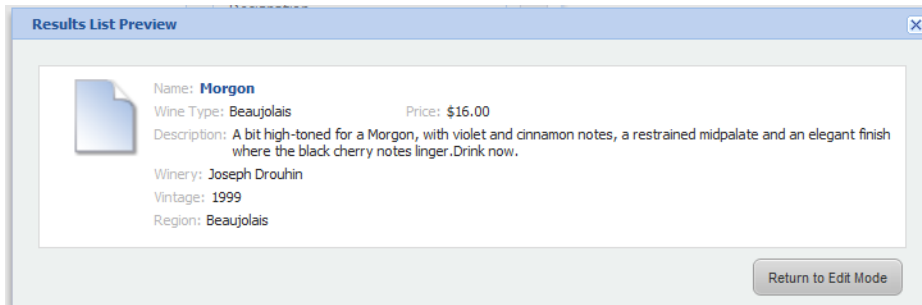 Results List Preview
Name: Morgon
Wine Type: Beaujolais Price: $16.00
Description: A bit high-toned for a Morgon, with violet and cinnamon notes, a restrained midpalate and an elegant finish
where the black cherry notes linger.Drink now.
Winery: Joseph Drouhin
Vintage: 1999
Region: Beaujolais
Return to Edit Mode